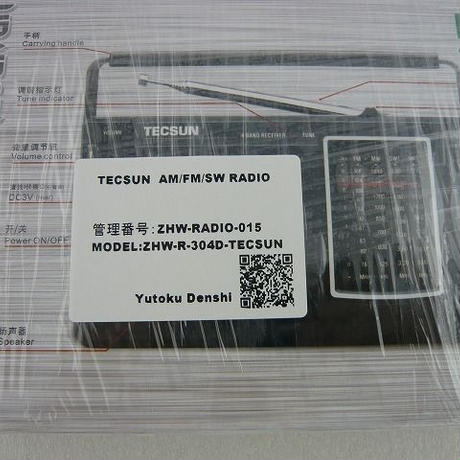 手柄
Carrying handle
调谐指示灯
Tune indicator
音量调节钮
Volume control
DC3V
开/关
Power ON/OFF
扬声器
Speaker
VOLUME
TECSUN
BAND RECEIVER
TUNE
TECSUN AM/FM/SW RADIO
管理番号:ZHW-RADIO-015
MODEL:ZHW-R-304D-TECSUN
Yutoku Denshi